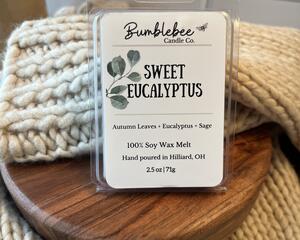 Bumblebee
Candle Co.
SWEET
EUCALYPTUS
Autumn Leaves + Eucalyptus + Sage
100% Soy Wax Melt
Hand poured in Hilliard, OH
2.5 oz | 71g